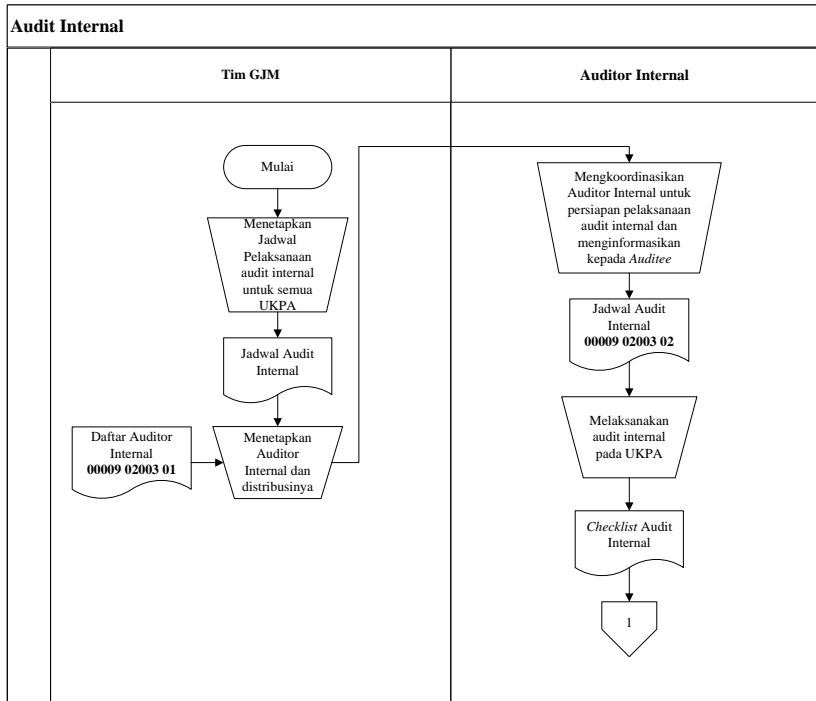 Audit Internal
Tim GJM
Auditor Internal
Mulai
Menetapkan
Jadwal
Pelaksanaan
audit internal
untuk semua
UKPA
Jadwal Audit
Internal
Daftar Auditor
Internal
00009 02003 01
Menetapkan
Auditor
Internal dan
distribusinya
Mengkoordinasikan
Auditor Internal untuk
persiapan pelaksanaan
audit internal dan
menginformasikan
kepada Auditee
Jadwal Audit
Internal
00009 02003 02
Melaksanakan
audit internal
pada UKPA
Checklist Audit
Internal
1